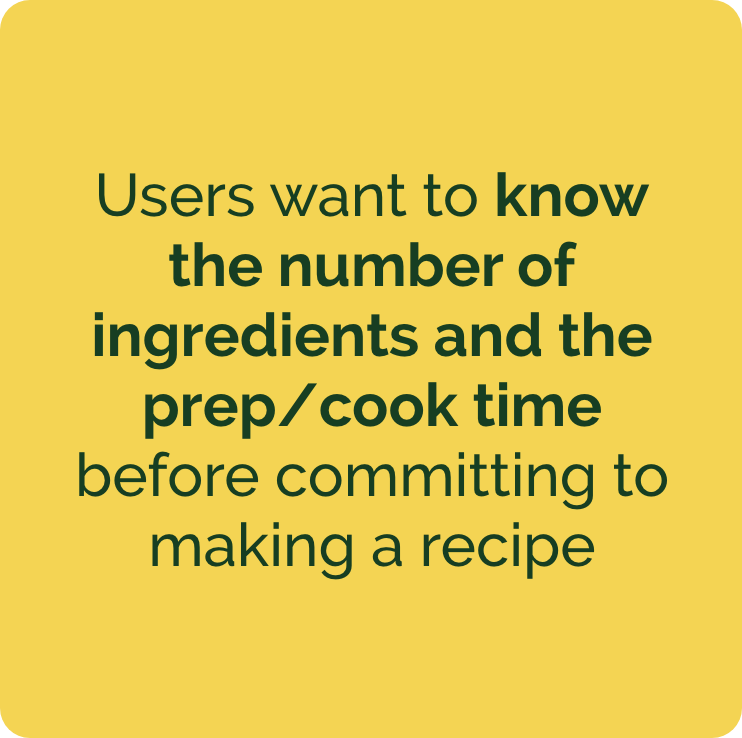 Users want to know
the number of
ingredients and the
prep/cook time
before committing to
making a recipe